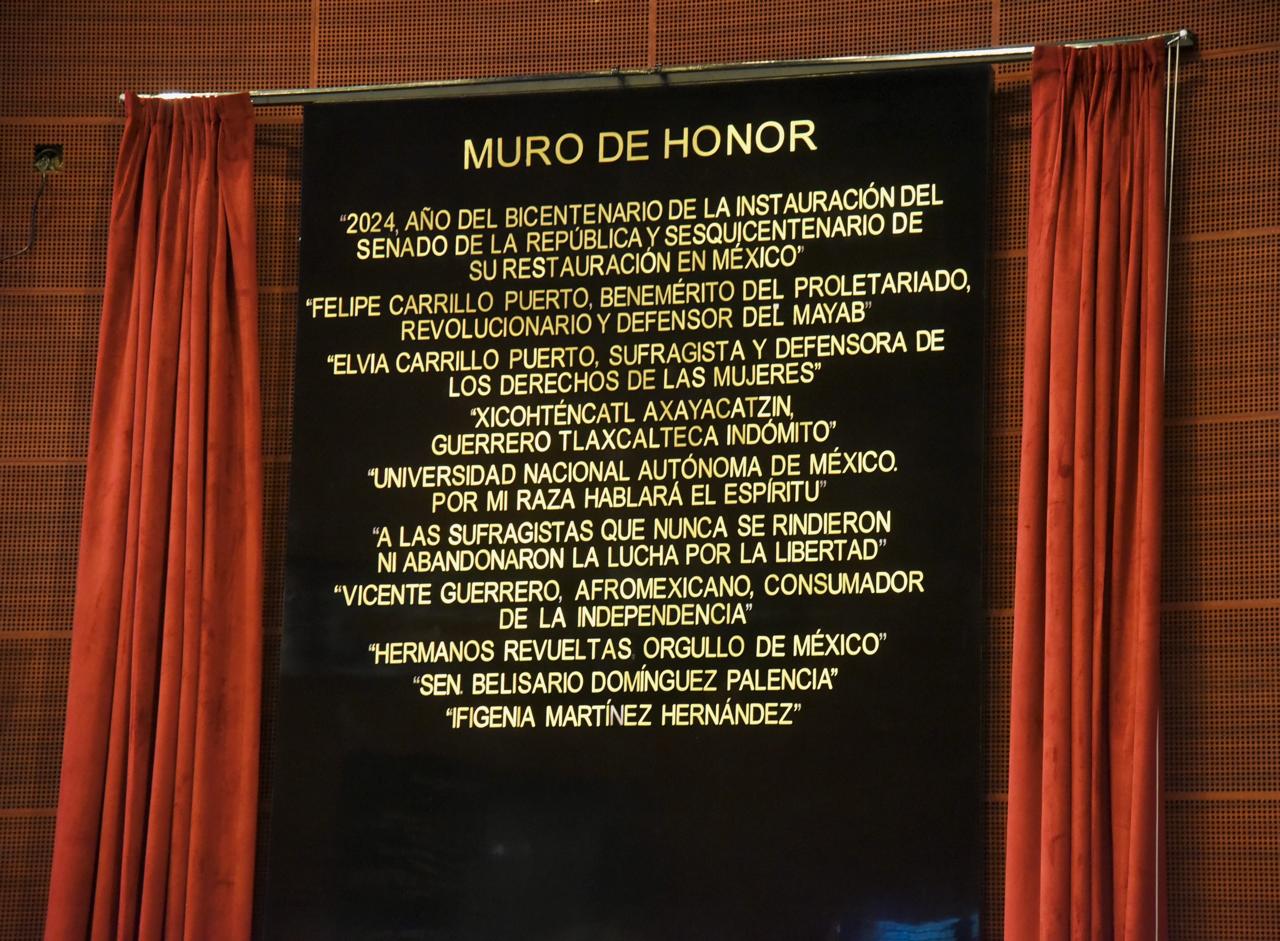 MURO DE HONOR
"2024, AÑO DEL BICENTENARIO DE LA INSTAURACIÓN DEL
SENADO DE LA REPÚBLICA Y SESQUICENTENARIO DE
SU RESTAURACIÓN EN MÉXICO"
"FELIPE CARRILLO PUERTO, BENEMÉRITO DEL PROLETARIADO,
REVOLUCIONARIO Y DEFENSOR DEL MAYAB"
"ELVIA CARRILLO PUERTO, SUFRAGISTA Y DEFENSORA DE
LOS DERECHOS DE LAS MUJERES"
"XICOHTÉNCATL AXAYACATZIN,
GUERRERO TLAXCALTECA INDÓMITO"
"UNIVERSIDAD NACIONAL AUTÓNOMA DE MÉXICO.
POR MI RAZA HABLARÁ EL ESPÍRITU"
"A LAS SUFRAGISTAS QUE NUNCA SE RINDIERON
NI ABANDONARON LA LUCHA POR LA LIBERTAD"
"VICENTE GUERRERO, AFROMEXICANO, CONSUMADOR
DE LA INDEPENDENCIA"
"HERMANOS REVUELTAS, ORGULLO DE MÉXICO"
"SEN. BELISARIO DOMÍNGUEZ PALENCIA"
"IFIGENIA MARTÍNEZ HERNÁNDEZ"